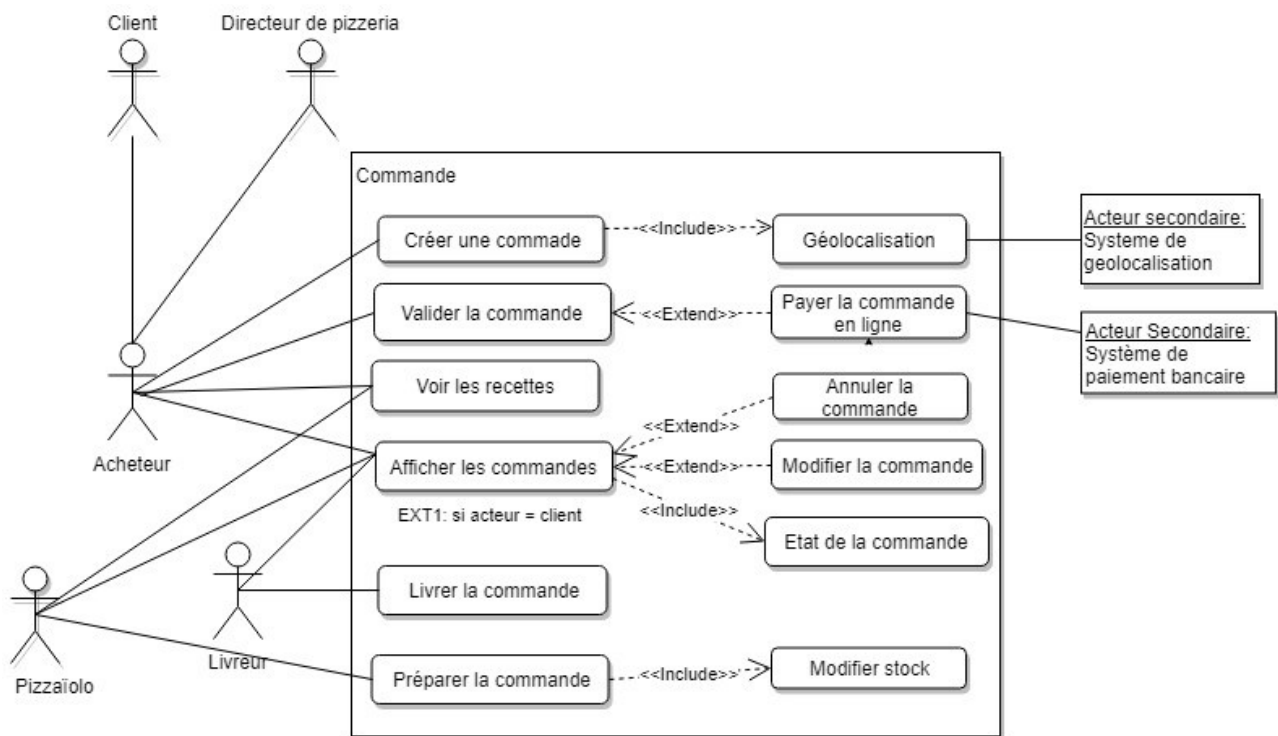 Client
Directeur de pizzeria
Commande
Créer une commade
<<Include>>
Géolocalisation
Acteur secondaire:
Systeme de
geolocalisation
Valider la commande
<<Extend>>
Payer la commande
en ligne
Acteur Secondaire:
Système de
paiement bancaire
Voir les recettes
Annuler la
commande
<<Extend>>
Acheteur
Afficher les commandes
<<Extend>>
Modifier la commande
EXT1: si acteur = client
<<Include>>
Etat de la commande
Livrer la commande
Livreur
Pizzaïolo
Préparer la commande
<<Include>>
Modifier stock